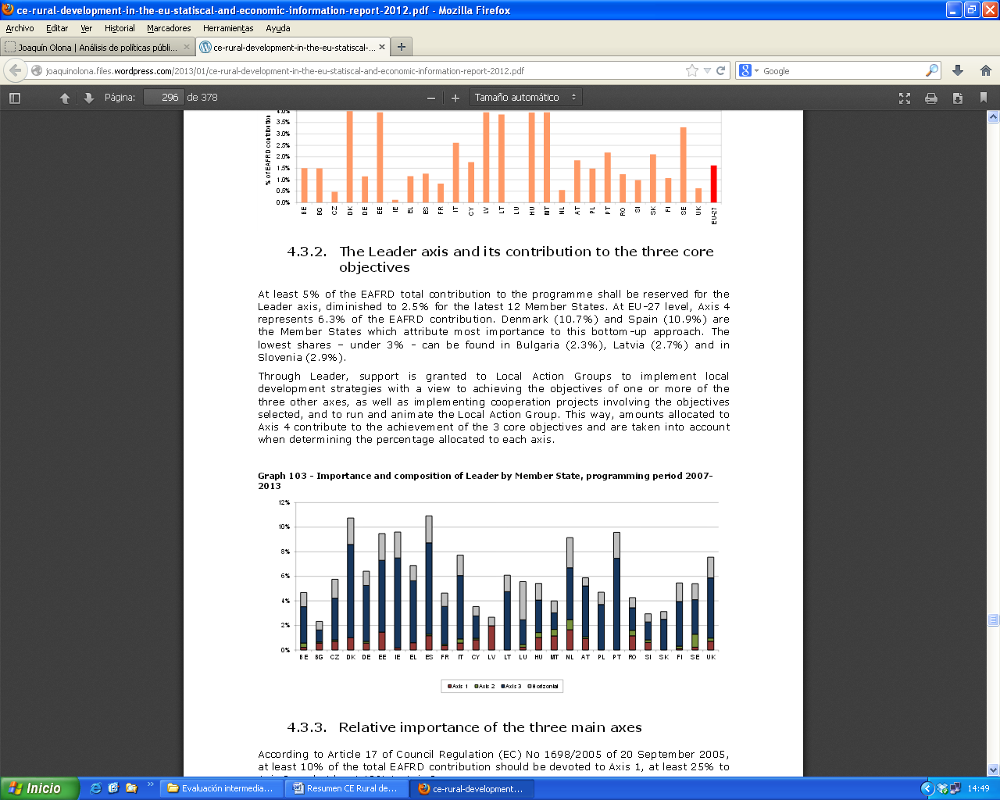 ce-rural-development-in-the-eu-statiscal-and-economic-information-report-2012.pdf - Mozilla Firefox
Archivo Editar Ver Historial Marcadores Herramientas Ayuda
Joaquín Olona | Análisis de políticas públi... ce-rural-development-in-the-eu-statiscal-...
joaquinolona.files.wordpress.com/2013/01/ce-rural-development-in-the-eu-statiscal-and-economic-information-report-2012.pdf Google
Página: 296 de 378 Tamaño automático
% of EAFRD contribution
4.0%
3.5%
3.0%
2.5%
2.0%
1.5%
1.0%
0.5%
0.0%
BE BG CZ DK DE EE IE EL ES FR IT CY LV LT LU HU MT NL AT PL PT RO SI SK FI SE UK EU-27
4.3.2. The Leader axis and its contribution to the three core
objectives
At least 5% of the EAFRD total contribution to the programme shall be reserved for the
Leader axis, diminished to 2.5% for the latest 12 Member States. At EU-27 level, Axis 4
represents 6.3% of the EAFRD contribution. Denmark (10.7%) and Spain (10.9%) are
the Member States which attribute most importance to this bottom-up approach. The
lowest shares – under 3% - can be found in Bulgaria (2.3%), Latvia (2.7%) and in
Slovenia (2.9%).
Through Leader, support is granted to Local Action Groups to implement local
development strategies with a view to achieving the objectives of one or more of the
three other axes, as well as implementing cooperation projects involving the objectives
selected, and to run and animate the Local Action Group. This way, amounts allocated to
Axis 4 contribute to the achievement of the 3 core objectives and are taken into account
when determining the percentage allocated to each axis.
Graph 103 - Importance and composition of Leader by Member State, programming period 2007-
2013
12%
10%
8%
6%
4%
2%
0%
BE BG CZ DK DE EE IE EL ES FR IT CY LV LT LU HU MT NL AT PL PT RO SI SK FI SE UK
Axis 1 Axis 2 Axis 3 Horizontal
4.3.3. Relative importance of the three main axes
According to Article 17 of Council Regulation (EC) No 1698/2005 of 20 September 2005,
at least 10% of the total EAFRD contribution should be devoted to Axis 1, at least 25% to
Inicio Evaluación intermedia... Resumen CE Rural de... ce-rural-development... 14:49